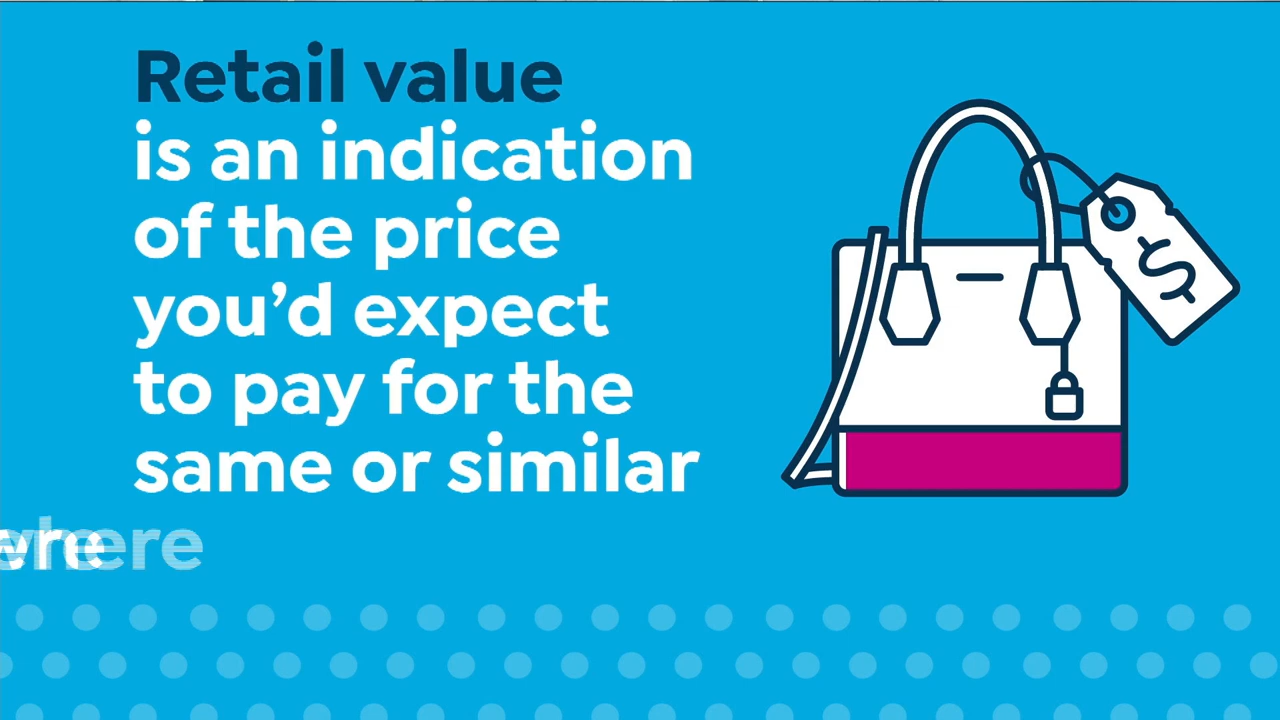 Retail value
is an indication
of the price
you’d expect
to pay for the
same or similar
$